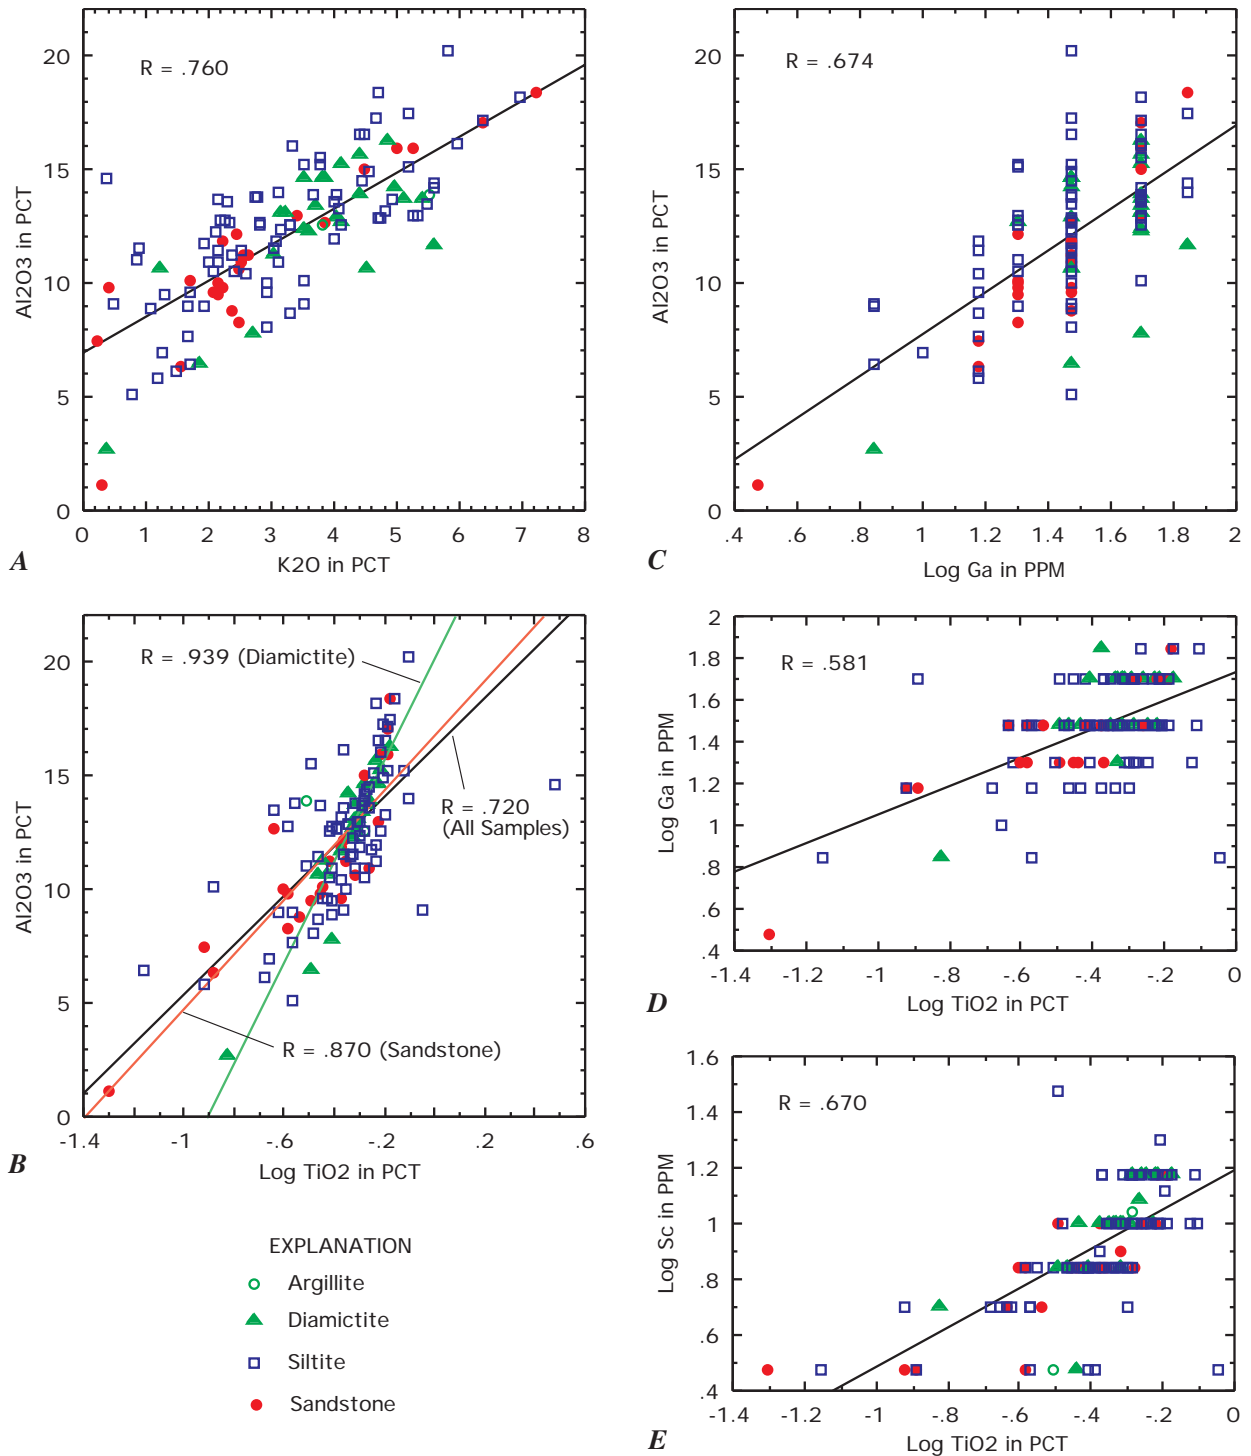 R = .760
Al2O3 in PCT
20
15
10
5
0
0 1 2 3 4 5 6 7 8
K2O in PCT
A
R = .674
Al2O3 in PCT
20
15
10
5
0
.4 .6 .8 1 1.2 1.4 1.6 1.8 2
Log Ga in PPM
C
R = .939 (Diamictite)
R = .720
(All Samples)
R = .870 (Sandstone)
Al2O3 in PCT
20
15
10
5
0
-1.4 -1 -.6 -.2 .2 .6
Log TiO2 in PCT
B
R = .581
Log Ga in PPM
2
1.8
1.6
1.4
1.2
1
.8
.6
.4
-1.4 -1.2 -1 -.8 -.6 -.4 -.2 0
Log TiO2 in PCT
D
R = .670
Log Sc in PPM
1.6
1.4
1.2
1
.8
.6
.4
-1.4 -1.2 -1 -.8 -.6 -.4 -.2 0
Log TiO2 in PCT
E
EXPLANATION
Argillite
Diamictite
Siltite
Sandstone